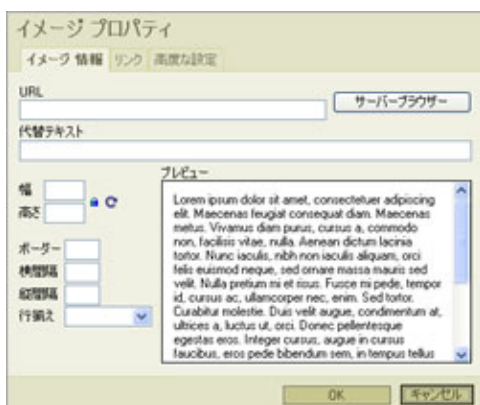 イメージ プロパティ
イメージ 情報 リンク 高度な設定
URL
サーバーブラウザー
代替テキスト
プレビュー
幅
高さ
ボーダー
横間隔
縦間隔
行揃え
Lorem ipsum dolor sit amet, consectetuer adipiscing
elit. Maecenas feugiat consequat diam. Maecenas
metus. Vivamus diam purus, cursus a, commodo
non, facilisis vitae, nulla. Aenean dictum lacinia
tortor. Nunc iaculis, nibh non iaculis aliquam, orci
felis euismod neque, sed ornare massa mauris sed
velit. Nulla pretium mi et risus. Fusce mi pede, tempor
id, cursus ac, ullamcorper nec, enim. Sed tortor.
Curabitur molestie. Duis velit augue, condimentum at,
ultrices a, luctus ut, orci. Donec pellentesque
egestas eros. Integer cursus, augue in cursus
faucibus, eros pede bibendum sem, in tempus tellus
OK キャンセル